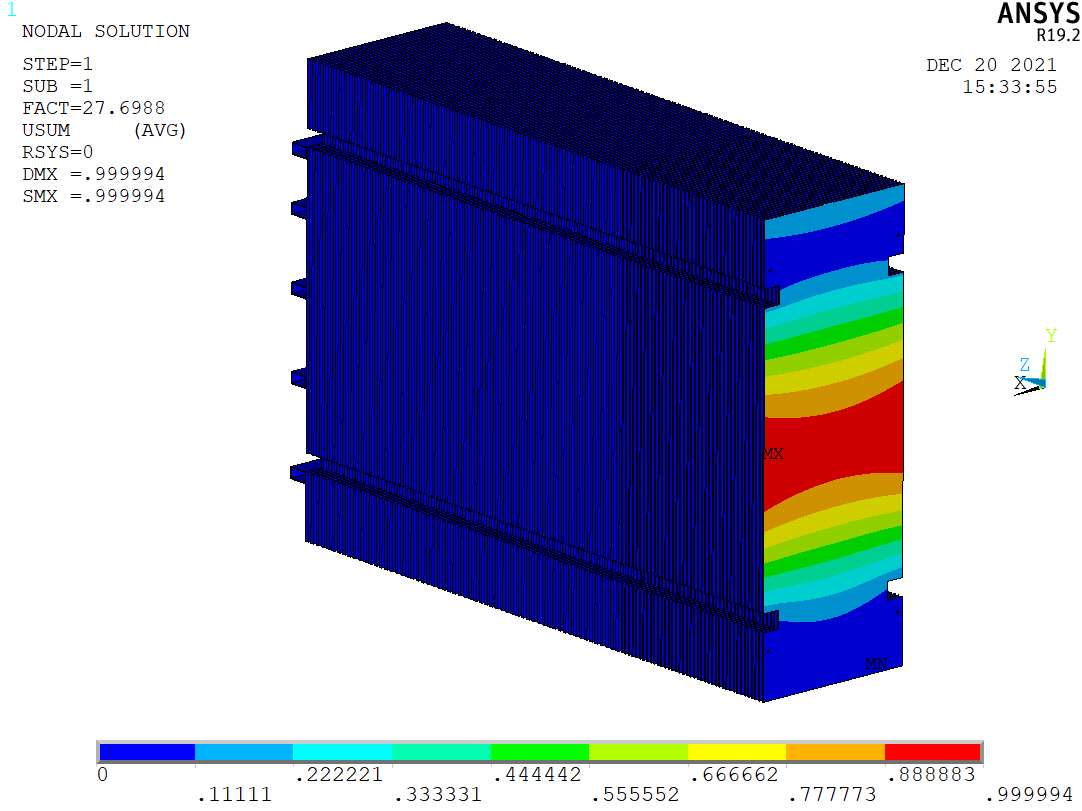 1
NODAL SOLUTION
STEP=1
SUB =1
FACT=27.6988
USUM (AVG)
RSYS=0
DMX =.999994
SMX =.999994
ANSYS
R19.2
DEC 20 2021
15:33:55
Y
Z
X
MX
MN
0 .222221 .444442 .666662 .888883
.11111 .333331 .555552 .777773 .999994